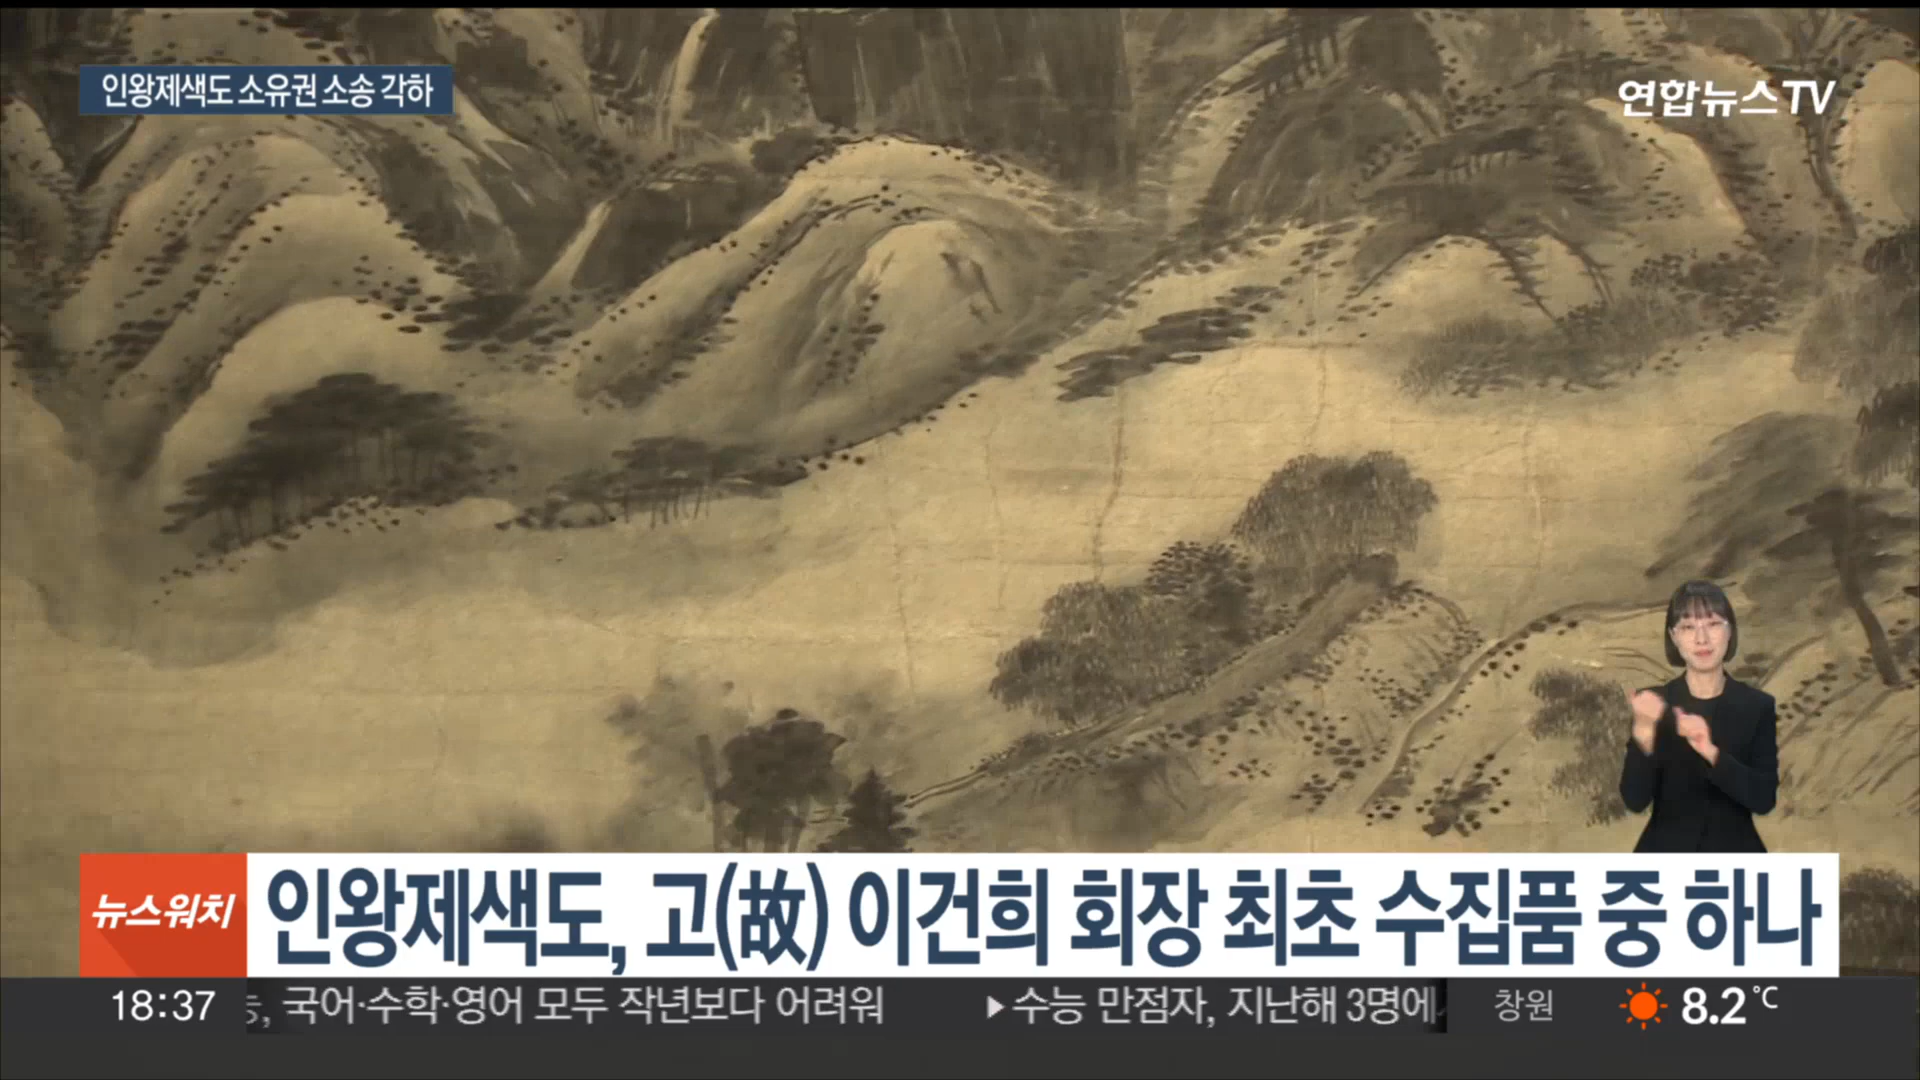 인왕제색도 소유권 소송 각하
연합뉴스TV
뉴스워치
인왕제색도, 고(故) 이건희 회장 최초 수집품 중 하나
18:37
, 국어·수학·영어 모두 작년보다 어려워 ▶수능 만점자, 지난해 3명에
창원
8.2℃